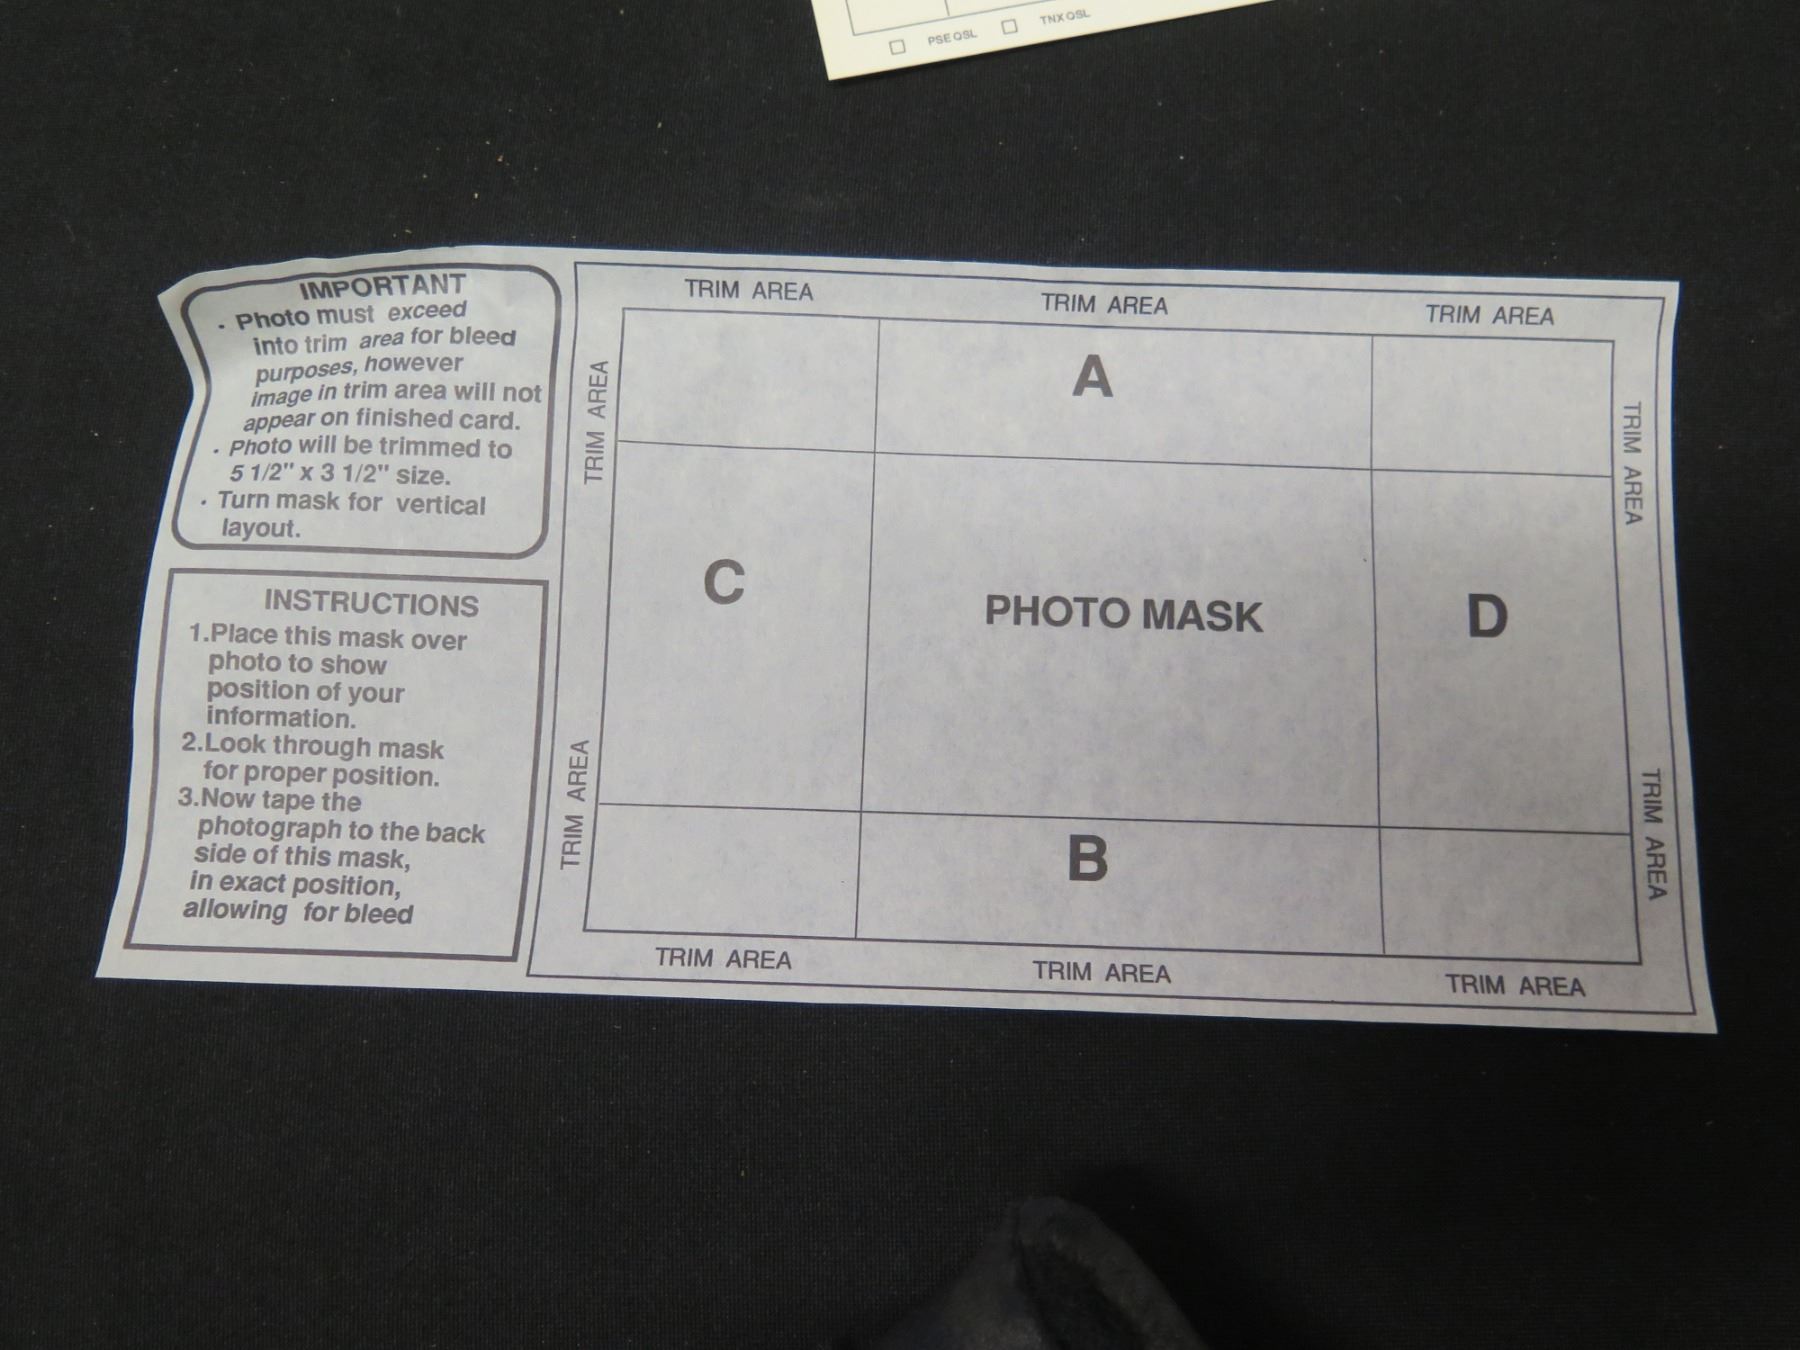 PSE QSL
TNX QSL
IMPORTANT
. Photo must exceed
into trim area for bleed
purposes, however
image in trim area will not
appear on finished card.
. Photo will be trimmed to
5 1/2" x 3 1/2" size.
. Turn mask for vertical
layout.
INSTRUCTIONS
1.Place this mask over
photo to show
position of your
information.
2.Look through mask
for proper position.
3.Now tape the
photograph to the back
side of this mask,
in exact position,
allowing for bleed
TRIM AREA
TRIM AREA
TRIM AREA
TRIM AREA
A
TRIM AREA
C
PHOTO MASK
D
TRIM AREA
B
TRIM AREA
TRIM AREA
TRIM AREA
TRIM AREA